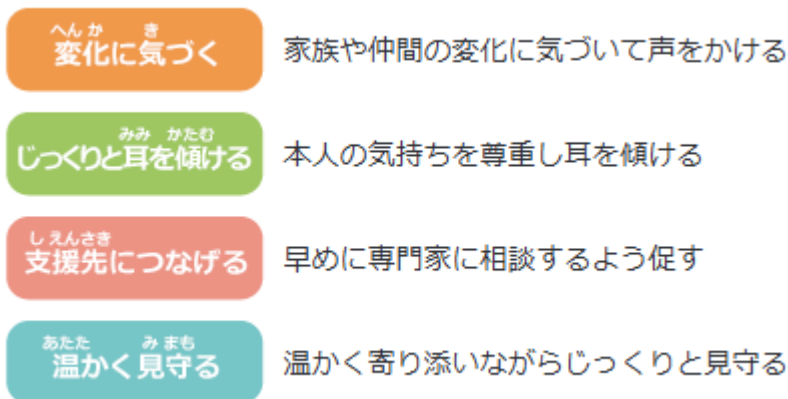 へんか き
変化に気づく
家族や仲間の変化に気づいて声をかける
みみ かたむ
じっくりと耳を傾ける
本人の気持ちを尊重し耳を傾ける
しえんさき
支援先につなげる
早めに専門家に相談するよう促す
あたた みまも
温かく見守る
温かく寄り添いながらじっくりと見守る